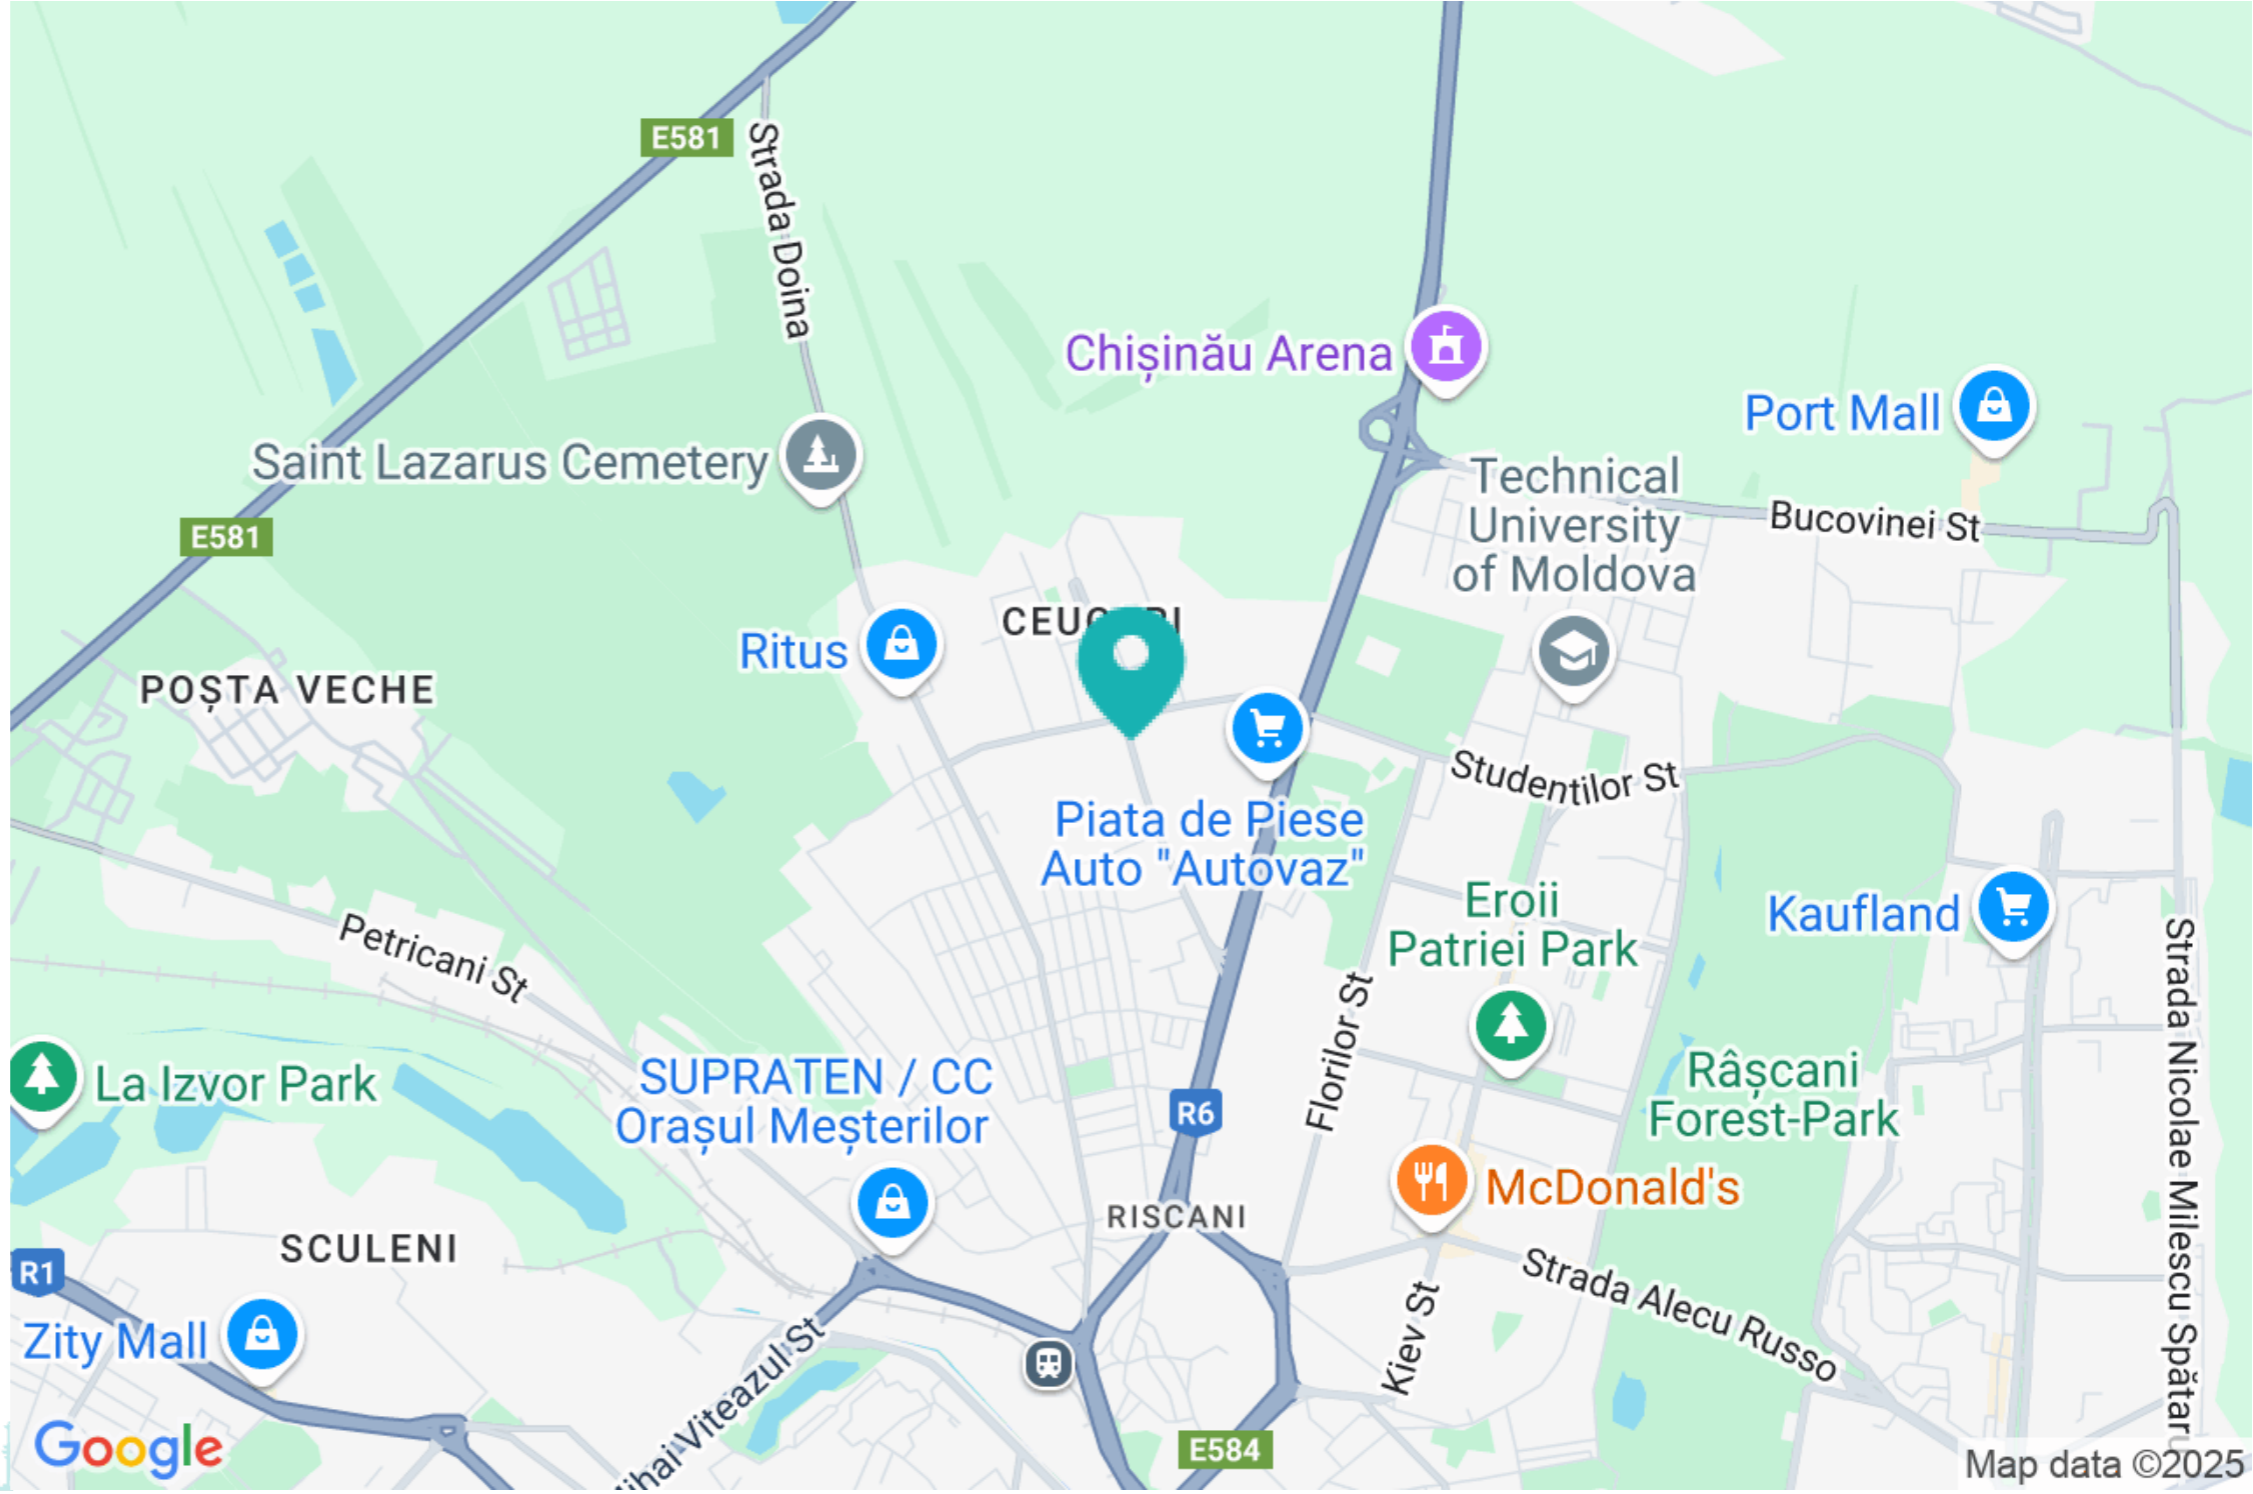 E581
Strada Doina
Chișinău Arena
Port Mall
Saint Lazarus Cemetery
Technical
University
of Moldova
Bucovinei St
E581
Ritus
POȘTA VECHE
Studentilor St
Piata de Piese
Auto "Autovaz"
Eroii
Patriei Park
Kaufland
Petricani St
Florilor St
Strada Nicolae Milescu Spătaru
La Izvor Park
SUPRATEN / CC
Orașul Meșterilor
R6
Râșcani
Forest-Park
McDonald's
RISCANI
SCULENI
R1
Strada Alecu Russo
Zity Mall
Kiev St
Viteazul St
E584
Google
Map data ©2025